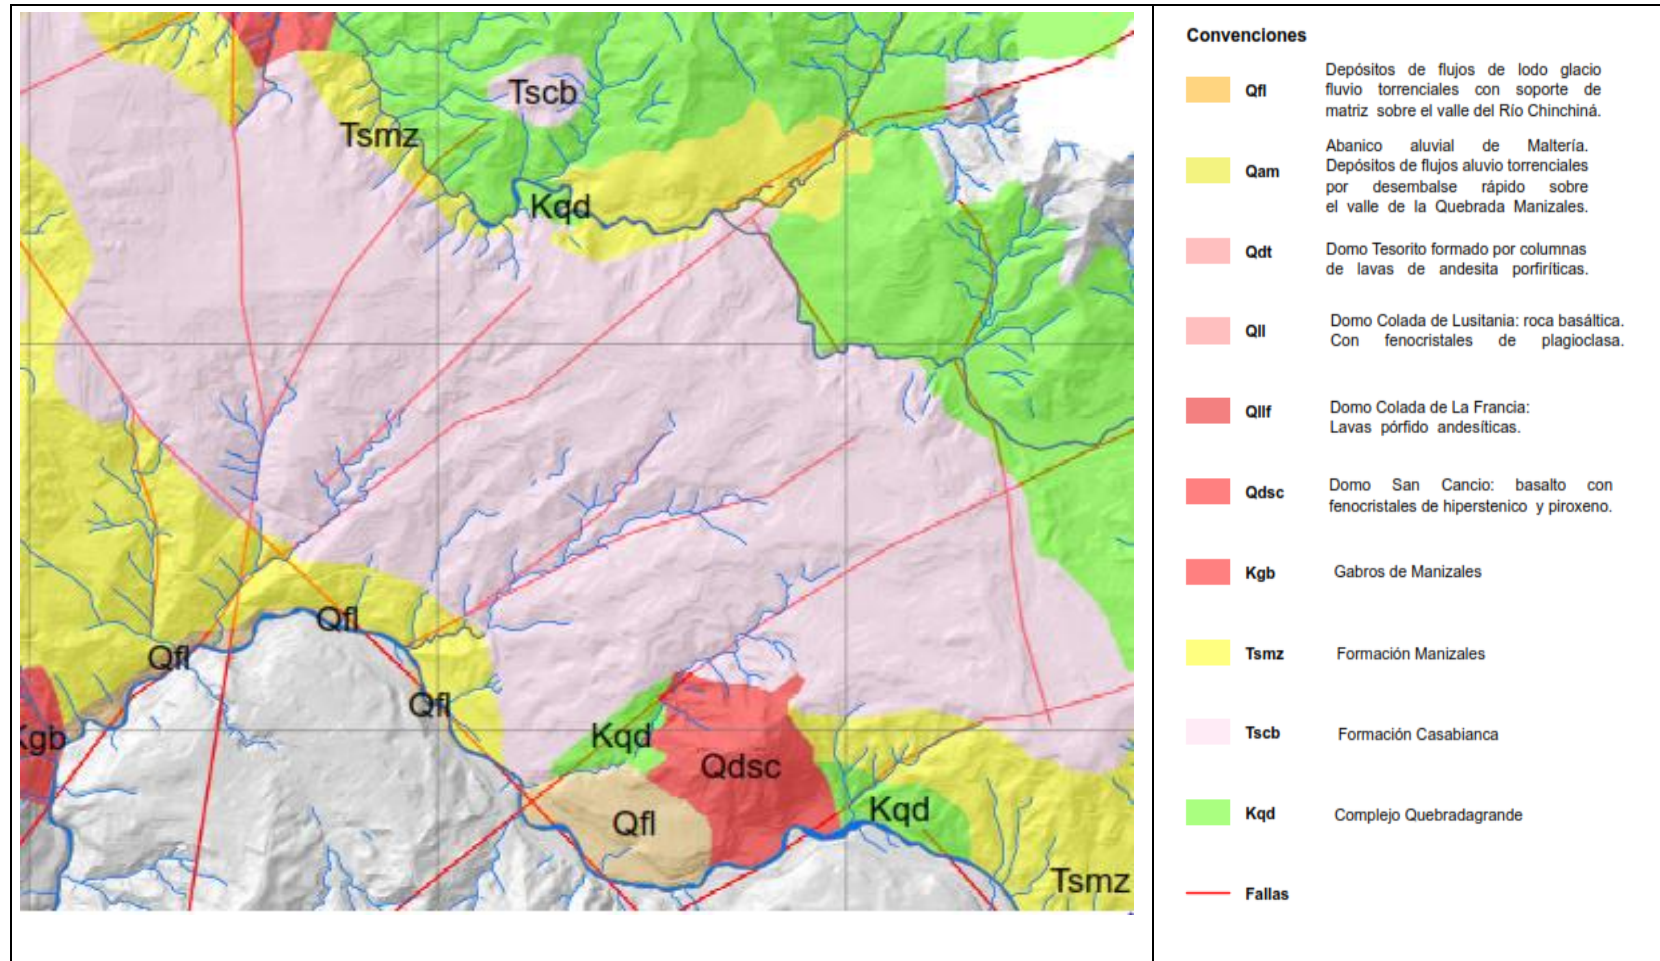 Tscb
Tsmz
Kqd
Qfl
Qfl
Qfl
Kgb
Kqd
Qdsc
Qfl
Kqd
Tsmz
Convenciones
Qfl
Depósitos de flujos de lodo glacio
fluvio torrenciales con soporte de
matriz sobre el valle del Río Chinchiná.
Qam
Abanico aluvial de Maltería.
Depósitos de flujos aluvio torrenciales
por desembalse rápido sobre
el valle de la Quebrada Manizales.
Qdt
Domo Tesorito formado por columnas
de lavas de andesita porfiríticas.
Qll
Domo Colada de Lusitania: roca basáltica.
Con fenocristales de plagioclasa.
Qllf
Domo Colada de La Francia:
Lavas pórfido andesíticas.
Qdsc
Domo San Cancio: basalto con
fenocristales de hiperstenico y piroxeno.
Kgb
Gabros de Manizales
Tsmz
Formación Manizales
Tscb
Formación Casabianca
Kqd
Complejo Quebradagrande
Fallas